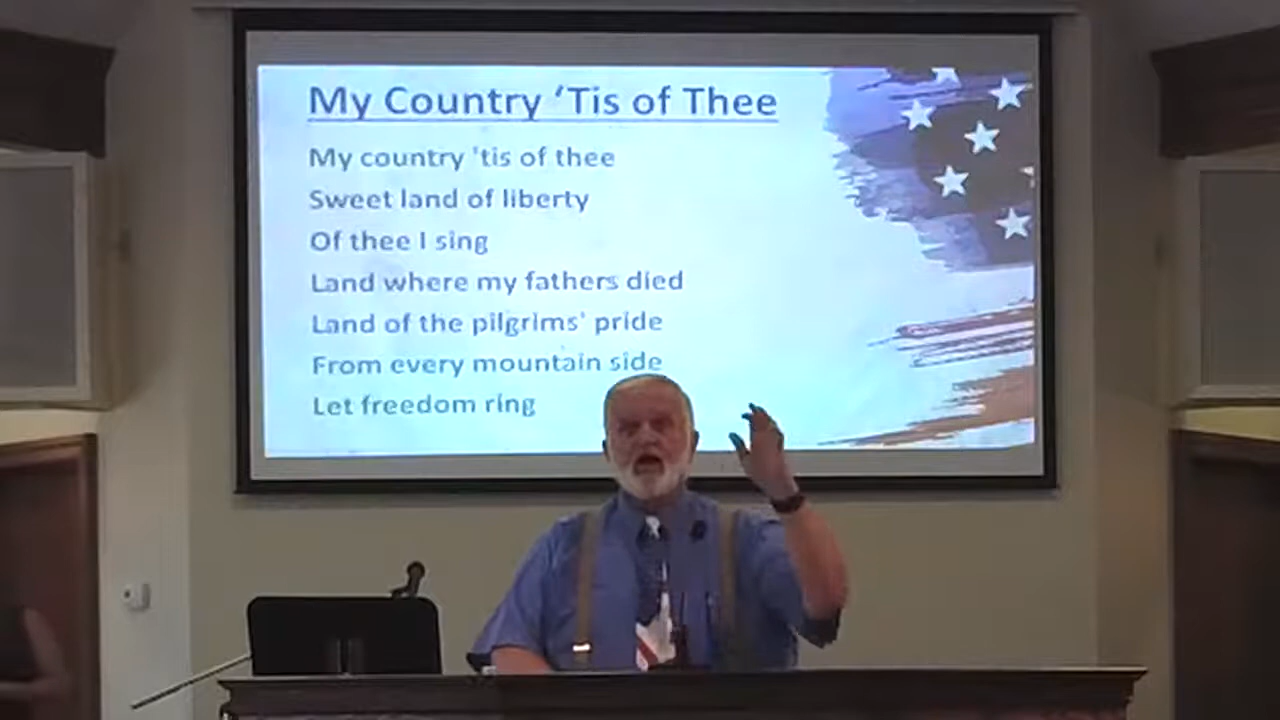 My Country ‘Tis of Thee
My country 'tis of thee
Sweet land of liberty
Of thee I sing
Land where my fathers died
Land of the pilgrims' pride
From every mountain side
Let freedom ring